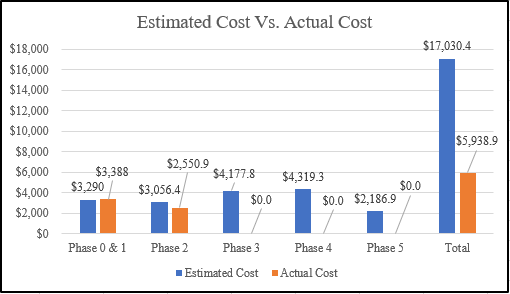 Estimated Cost Vs. Actual Cost
$18,000
$16,000
$14,000
$12,000
$10,000
$8,000
$6,000
$4,000
$2,000
$0
$3,290
$3,388
$3,056.4
$2,550.9
$4,177.8
$0.0
$4,319.3
$0.0
$2,186.9
$0.0
$17,030.4
$5,938.9
Phase 0 & 1
Phase 2
Phase 3
Phase 4
Phase 5
Total
Estimated Cost
Actual Cost